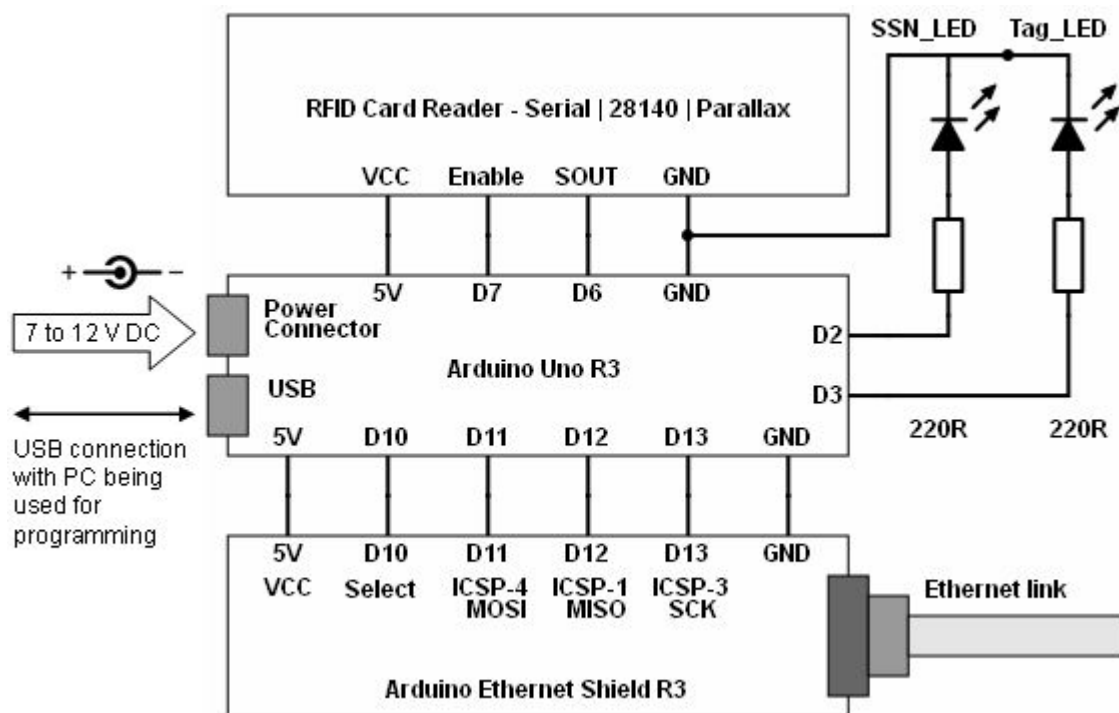 SSN_LED Tag_LED
RFID Card Reader - Serial | 28140 | Parallax
VCC Enable SOUT GND
+ -
7 to 12 V DC
5V D7 D6 GND
Power
Connector
D2
Arduino Uno R3
USB
D3
220R 220R
5V D10 D11 D12 D13 GND
USB connection
with PC being
used for
programming
5V D10 D11 D12 D13 GND
VCC Select ICSP-4 ICSP-1 ICSP-3
MOSI MISO SCK
Ethernet link
Arduino Ethernet Shield R3